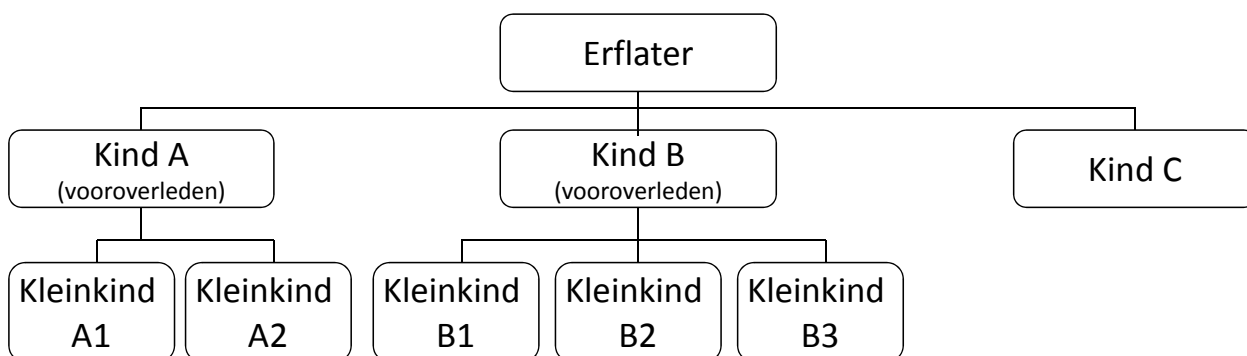 Erflater
Kind A
(vooroverleden)
Kind B
(vooroverleden)
Kind C
Kleinkind
A1
Kleinkind
A2
Kleinkind
B1
Kleinkind
B2
Kleinkind
B3